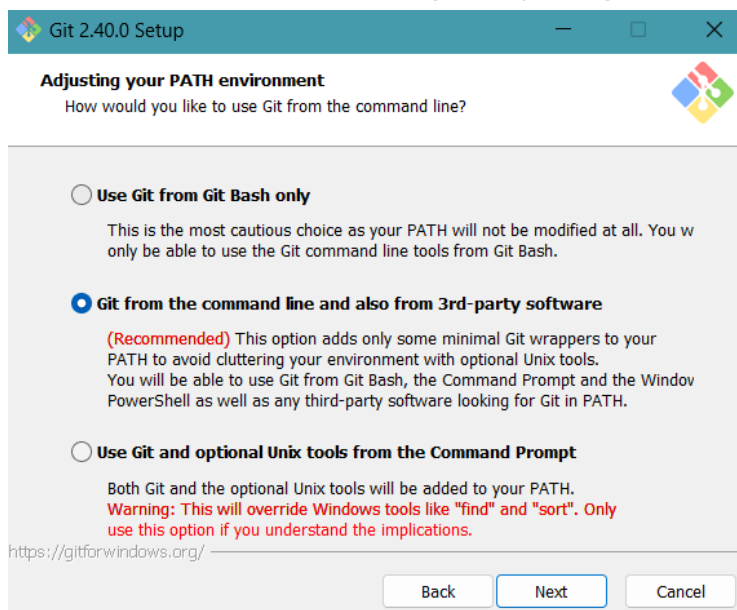 Git 2.40.0 Setup
Adjusting your PATH environment
How would you like to use Git from the command line?
Use Git from Git Bash only
This is the most cautious choice as your PATH will not be modified at all. You w
only be able to use the Git command line tools from Git Bash.
Git from the command line and also from 3rd-party software
(Recommended) This option adds only some minimal Git wrappers to your
PATH to avoid cluttering your environment with optional Unix tools.
You will be able to use Git from Git Bash, the Command Prompt and the Window
PowerShell as well as any third-party software looking for Git in PATH.
Use Git and optional Unix tools from the Command Prompt
Both Git and the optional Unix tools will be added to your PATH.
Warning: This will override Windows tools like "find" and "sort". Only
use this option if you understand the implications.
https://gitforwindows.org/
Back Next Cancel